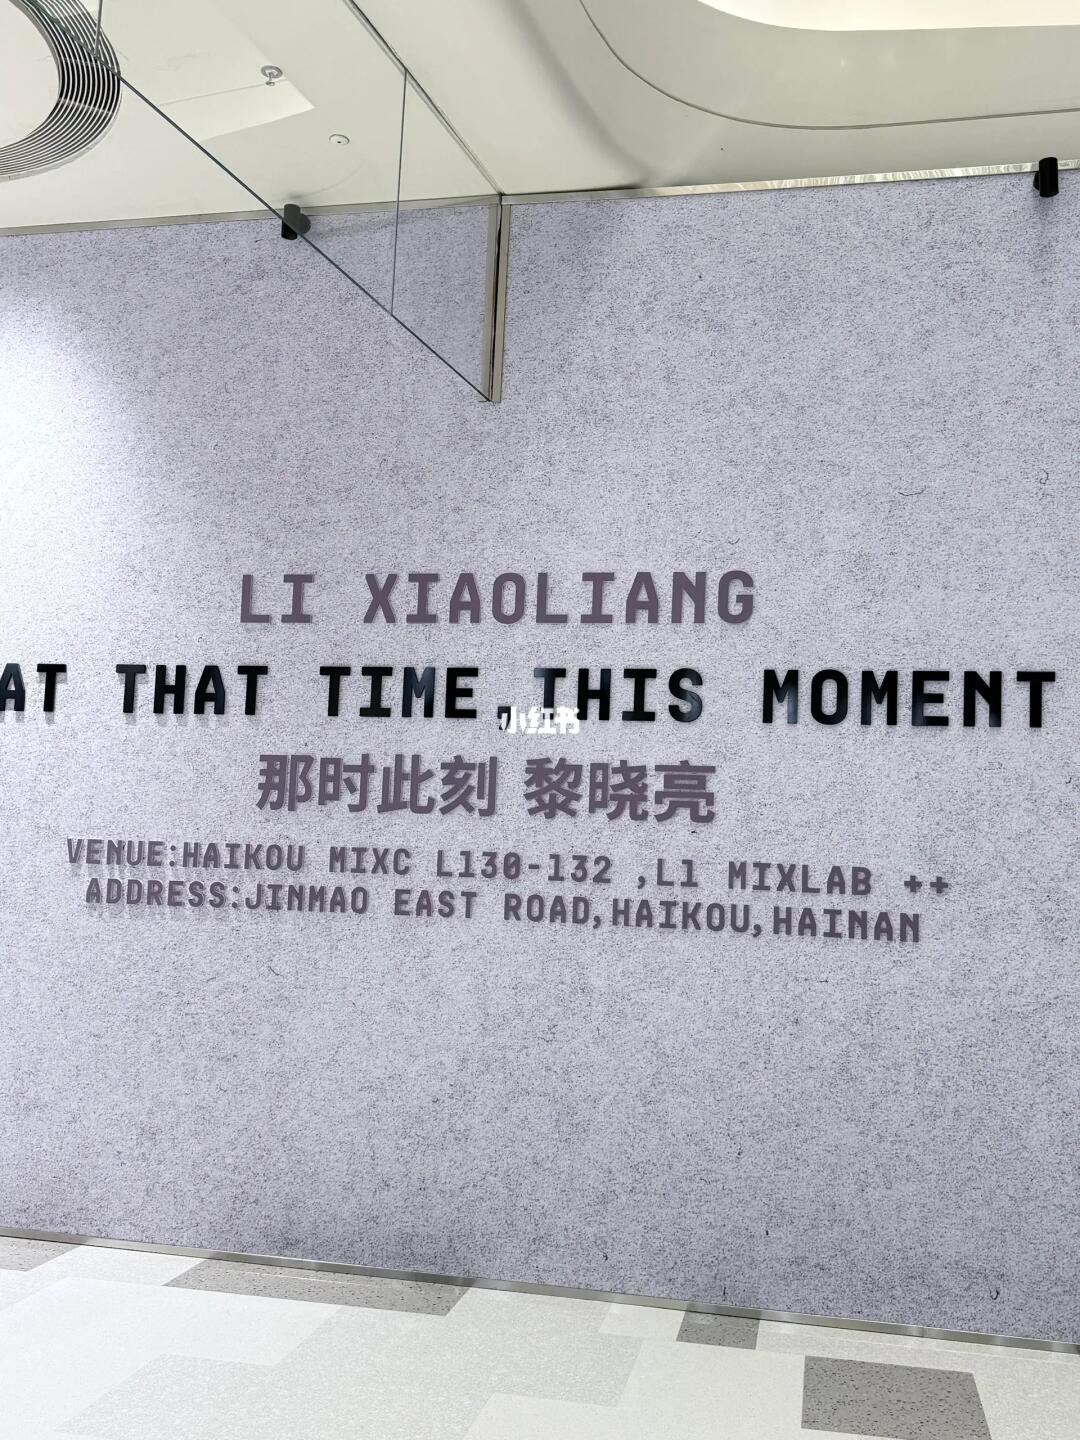 LI XIAOLIANG
AT THAT TIME,THIS MOMENT
小红书
那时此刻 黎晓亮
VENUE:HAIKOU MIXC L130-132 ,L1 MIXLAB ++
ADDRESS:JINMAO EAST ROAD,HAIKOU,HAINAN